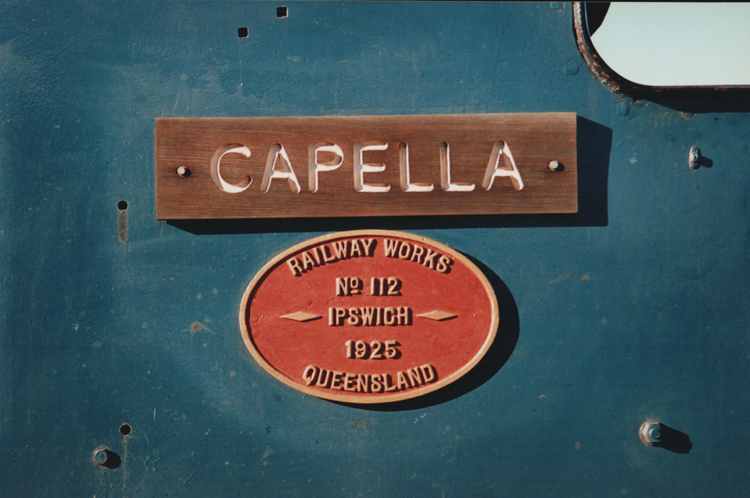 CAPELLA
RAILWAY WORKS
Nº 112
IPSWICH
1925
QUEENSLAND